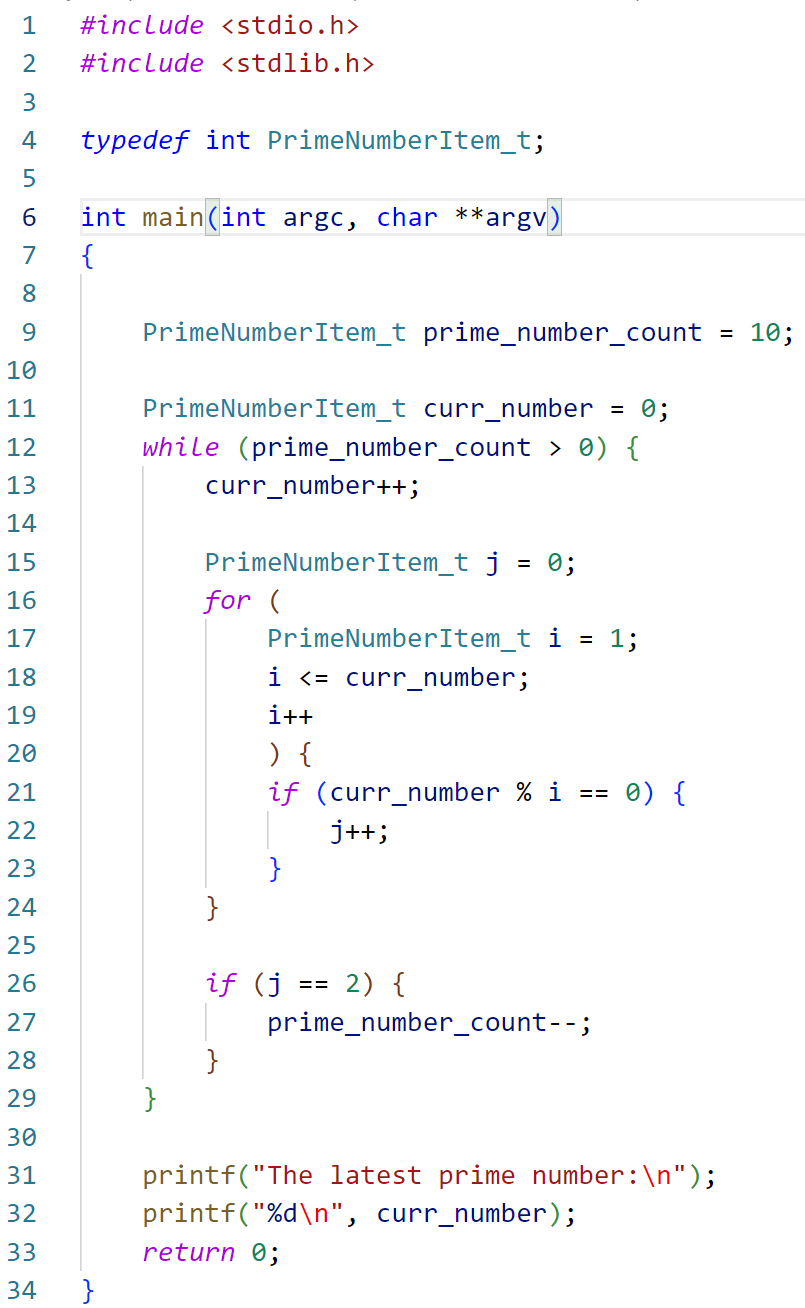 1 #include <stdio.h>
2 #include <stdlib.h>
3
4 typedef int PrimeNumberItem_t;
5
6 int main(int argc, char **argv)
7 {
8
9     PrimeNumberItem_t prime_number_count = 10;
10
11     PrimeNumberItem_t curr_number = 0;
12     while (prime_number_count > 0) {
13         curr_number++;
14
15         PrimeNumberItem_t j = 0;
16         for (
17             PrimeNumberItem_t i = 1;
18             i <= curr_number;
19             i++
20             ) {
21             if (curr_number % i == 0) {
22                 j++;
23             }
24         }
25
26         if (j == 2) {
27             prime_number_count--;
28         }
29     }
30
31     printf("The latest prime number:\n");
32     printf("%d\n", curr_number);
33     return 0;
34 }